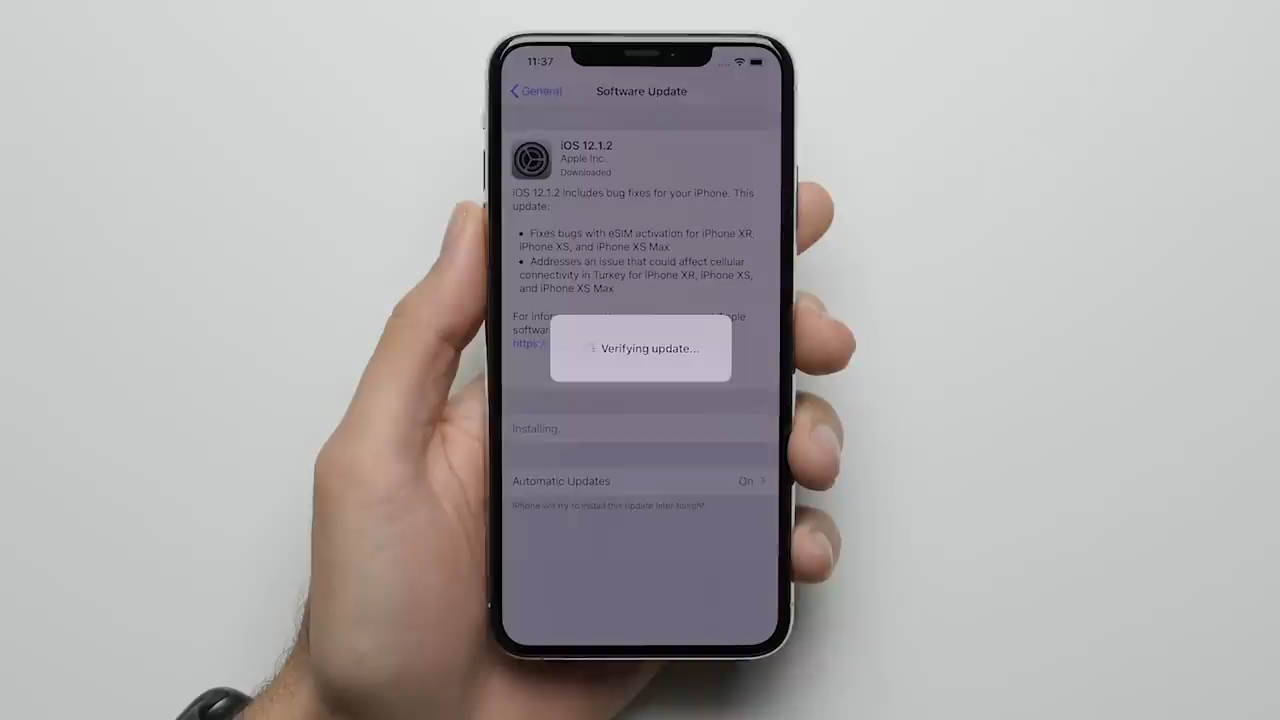 11:37
General
Software Update
iOS 12.1.2
Apple Inc.
Downloaded
iOS 12.1.2 includes bug fixes for your iPhone. This
update:
• Fixes bugs with eSIM activation for iPhone XR,
iPhone XS, and iPhone XS Max
• Addresses an issue that could affect cellular
connectivity in Turkey for iPhone XR, iPhone XS,
and iPhone XS Max
For
softwar
https:/
Verifying update...
Installing.
Automatic Updates On
iPhone will try to install this update later tonight.